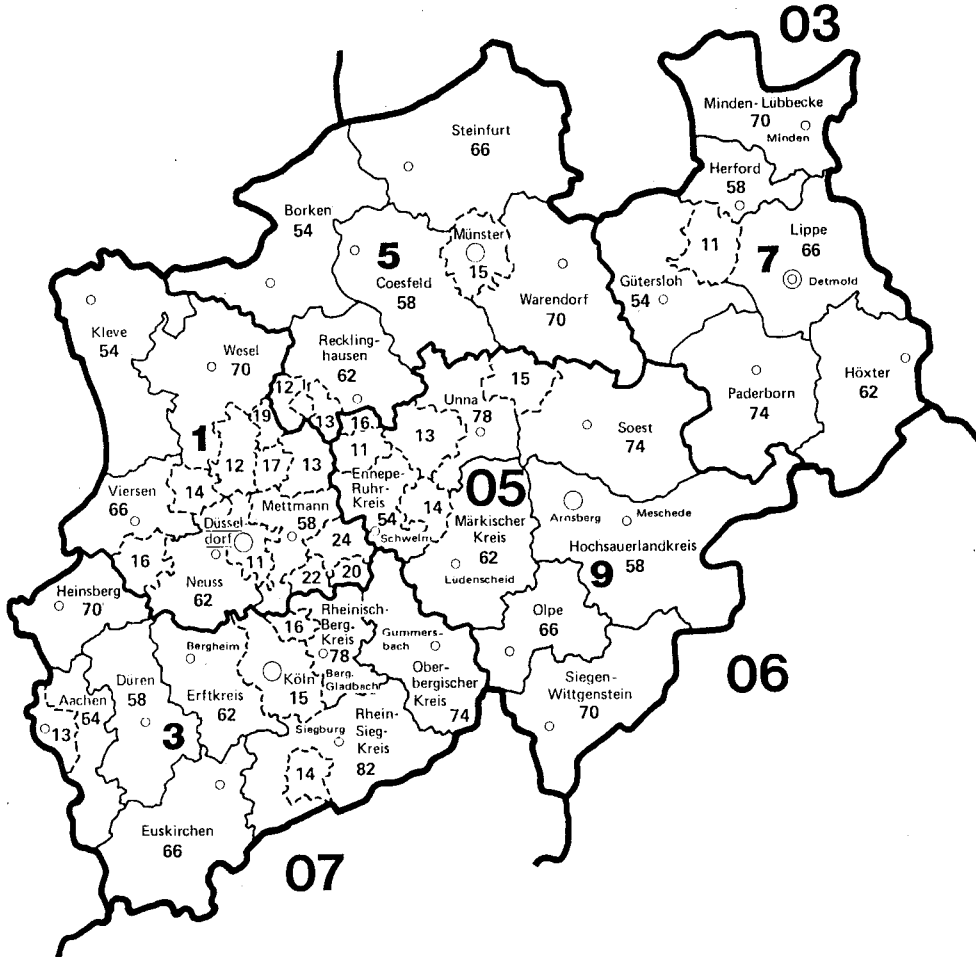 03
Minden-Lübbecke
70
Minden
Steinfurt
66
Herford
58
Borken
54
Lippe
66
Münster
15
11
5
7
Coesfeld
58
Gütersloh
54
Detmold
Warendorf
70
Kleve
54
Wesel
70
Reckling-
hausen
62
Höxter
62
Paderborn
74
12
13
15
Unna
78
19
16
13
Soest
74
1
11
12
17
13
14
Ennepe-
Ruhr-
Kreis
54
Schwelm
05
14
Viersen
66
Mettmann
58
Düssel
dorf
11
Märkischer
Kreis
62
Lüdenscheid
Arnsberg
Meschede
Hochsauerlandkreis
58
9
24
16
Neuss
62
22
20
Heinsberg
70
Rheinisch-
Berg.
Kreis
78
16
Olpe
66
Gummers-
bach
Bergheim
Köln
15
Berg.
Gladbach
Ober-
bergischer
Kreis
74
06
Siegen-
Wittgenstein
70
Düren
58
Aachen
54
13
Erftkreis
62
3
Siegburg
Rhein-
Sieg-
Kreis
82
14
Euskirchen
66
07